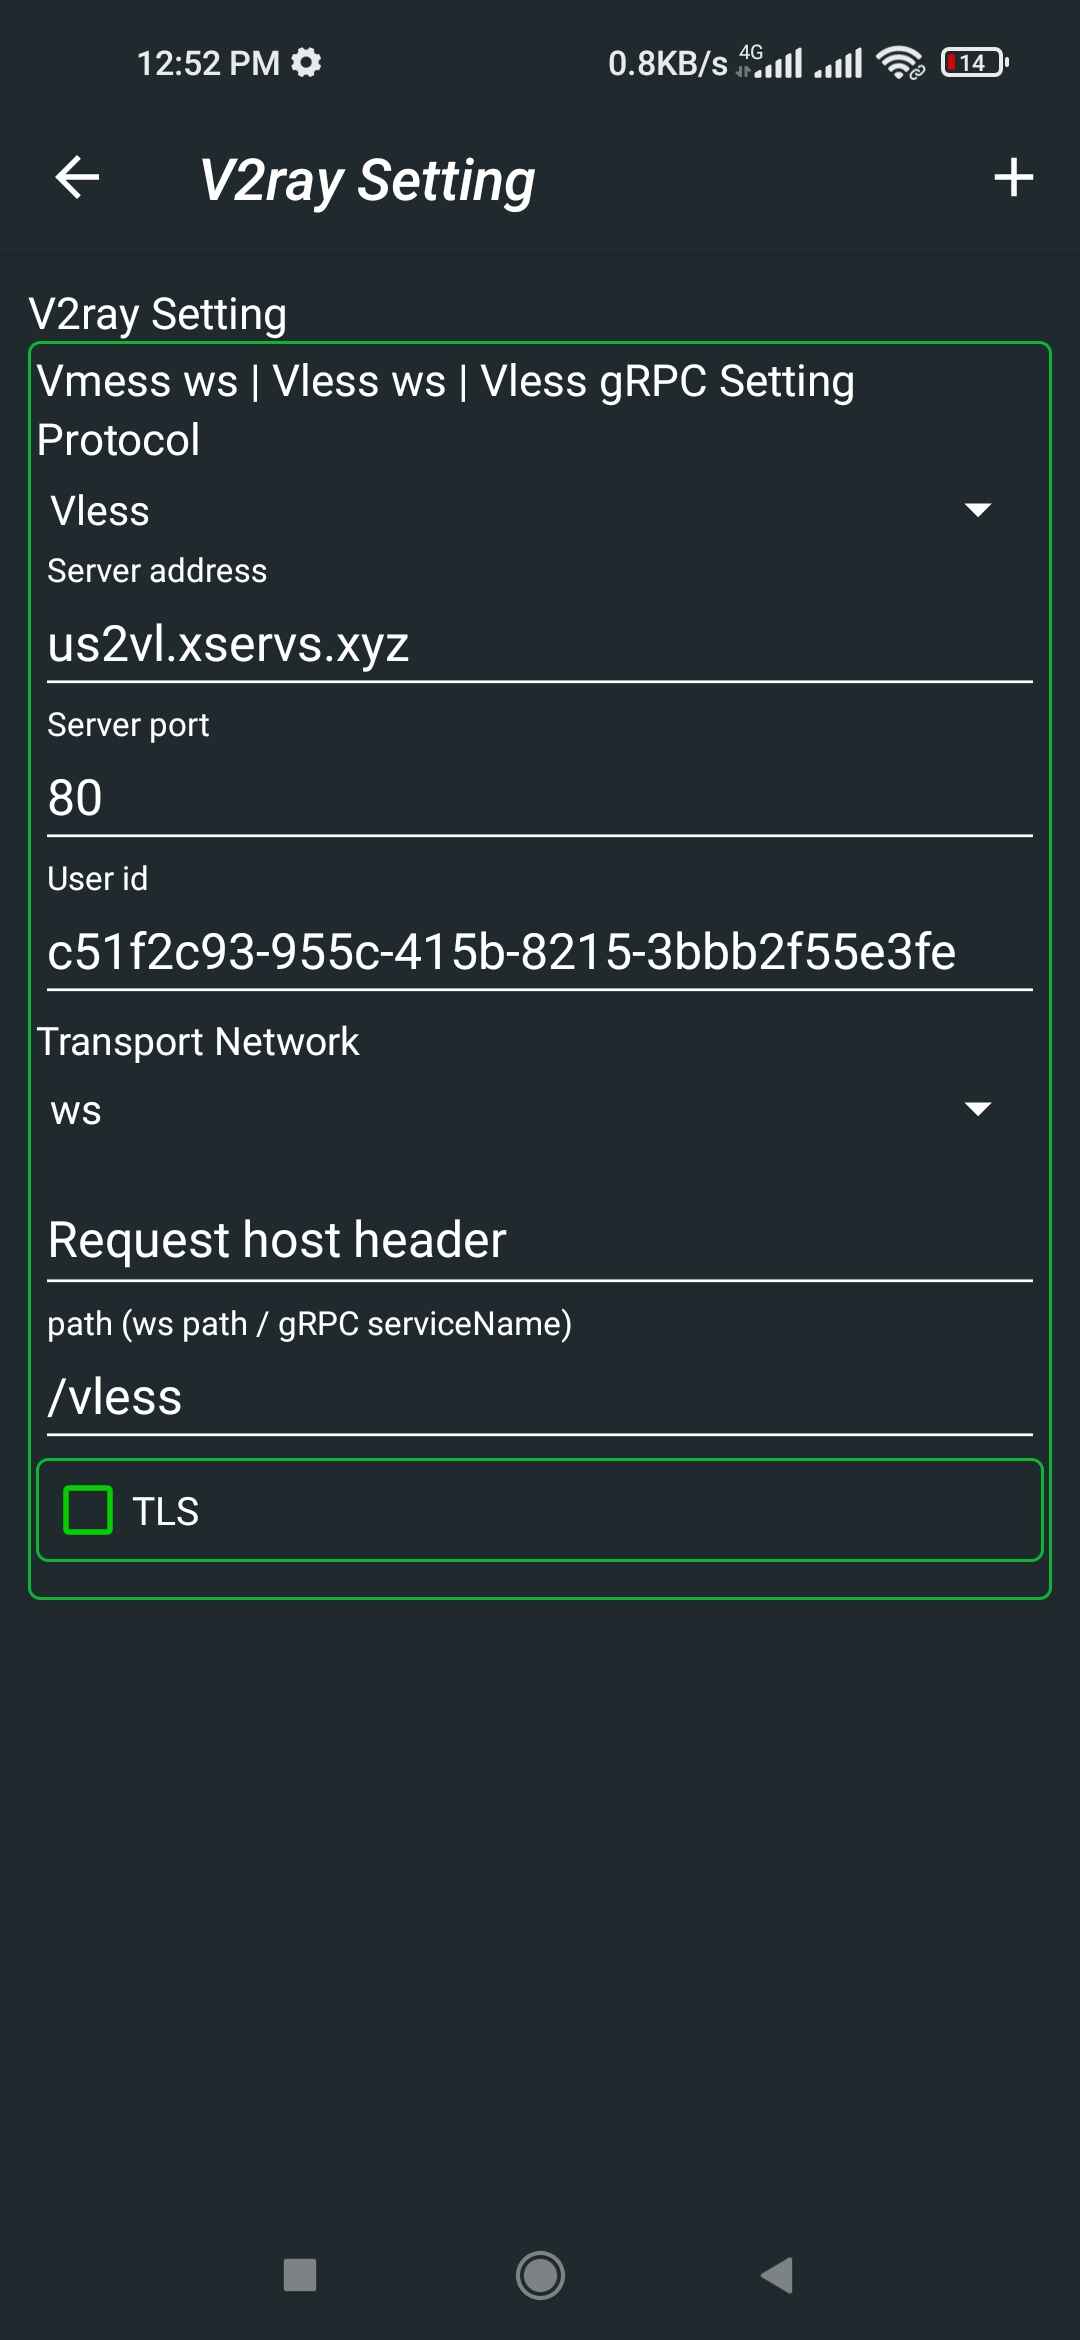 12:52 PM 0.8KB/s 4G 14
V2ray Setting
V2ray Setting
Vmess ws | Vless ws | Vless gRPC Setting
Protocol
Vless
Server address
us2vl.xservs.xyz
Server port
80
User id
c51f2c93-955c-415b-8215-3bbb2f55e3fe
Transport Network
ws
Request host header
path (ws path / gRPC serviceName)
/vless
TLS